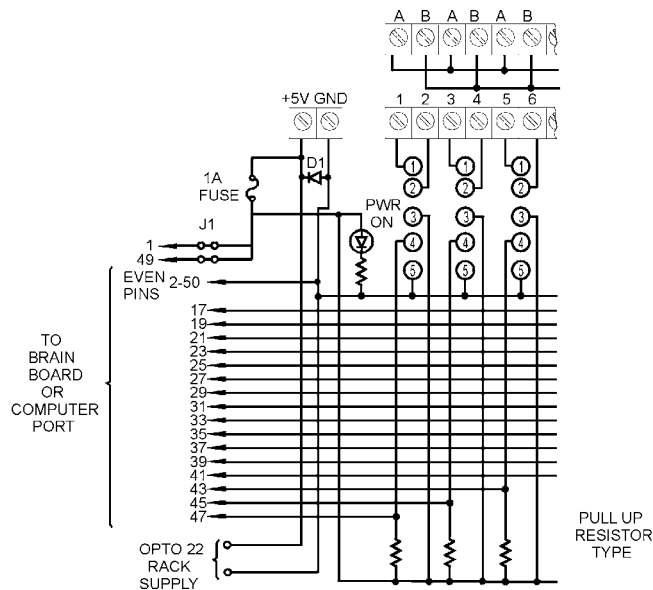 A B A B A B
+5V GND
1 2 3 4 5 6
D1
1A
FUSE
PWR
ON
1 1 1
2 2 2
3 3 3
4 4 4
5 5 5
J1
1
49
EVEN
PINS
2-50
17
19
21
23
25
27
29
31
33
35
37
39
41
43
45
47
TO
BRAIN
BOARD
OR
COMPUTER
PORT
OPTO 22
RACK
SUPPLY
PULL UP
RESISTOR
TYPE